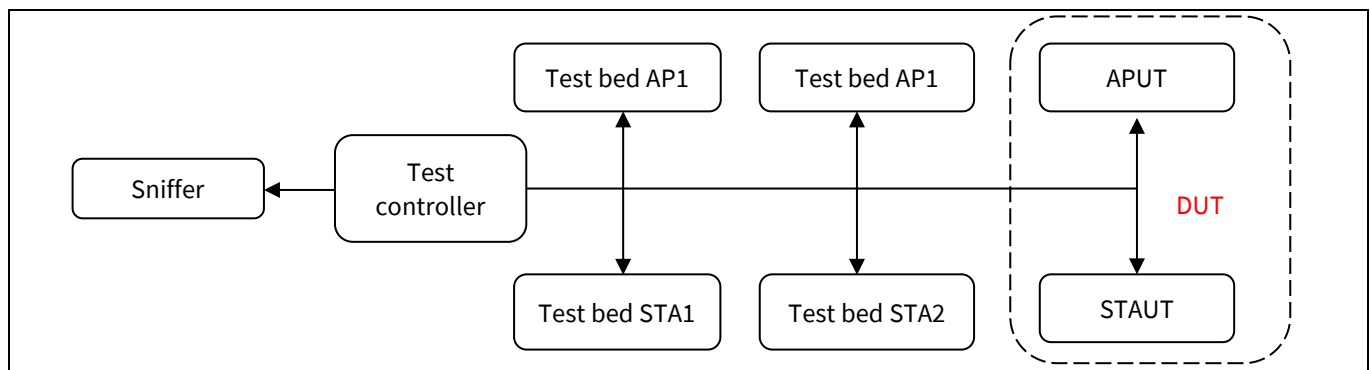 Test bed AP1
Test bed AP1
APUT
Sniffer
Test
controller
DUT
Test bed STA1
Test bed STA2
STAUT